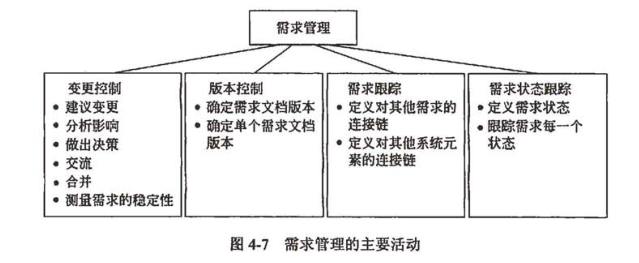 需求管理
变更控制
• 建议变更
• 分析影响
• 做出决策
• 交流
• 合并
• 测量需求的稳定性
版本控制
• 确定需求文档版本
• 确定单个需求文档
版本
需求跟踪
• 定义对其他需求的
连接链
• 定义对其他系统元
素的连接链
需求状态跟踪
• 定义需求状态
• 跟踪需求每一个
状态
图 4-7 需求管理的主要活动